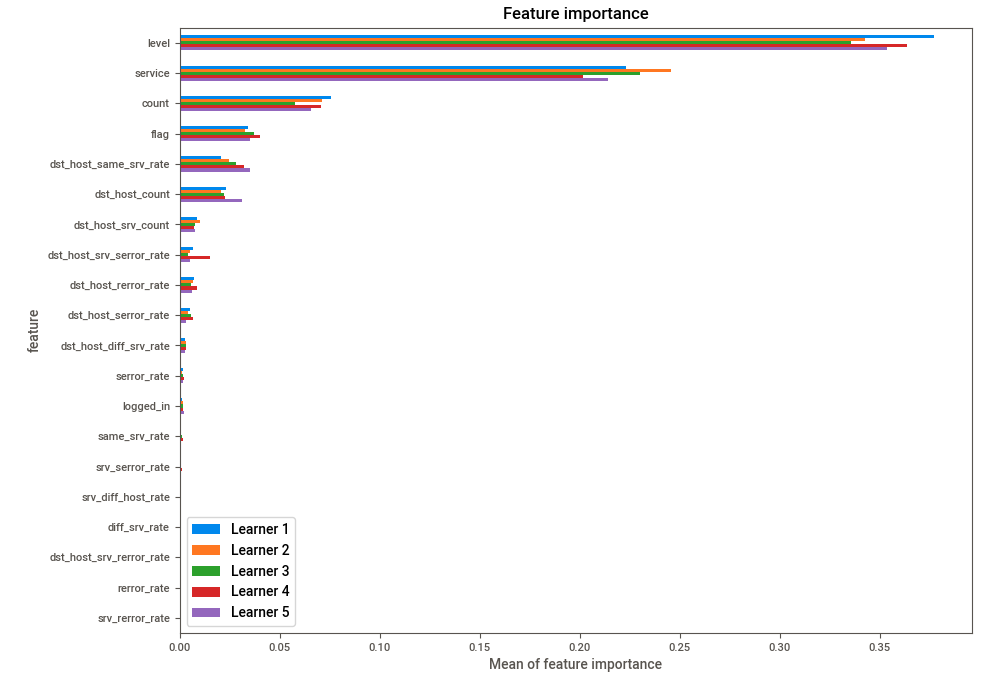 Feature importance
level
service
count
flag
dst_host_same_srv_rate
dst_host_count
dst_host_srv_count
dst_host_srv_serror_rate
dst_host_rerror_rate
dst_host_serror_rate
dst_host_diff_srv_rate
serror_rate
logged_in
same_srv_rate
srv_serror_rate
srv_diff_host_rate
diff_srv_rate
dst_host_srv_rerror_rate
rerror_rate
srv_rerror_rate
feature
Learner 1
Learner 2
Learner 3
Learner 4
Learner 5
0.00 0.05 0.10 0.15 0.20 0.25 0.30 0.35
Mean of feature importance